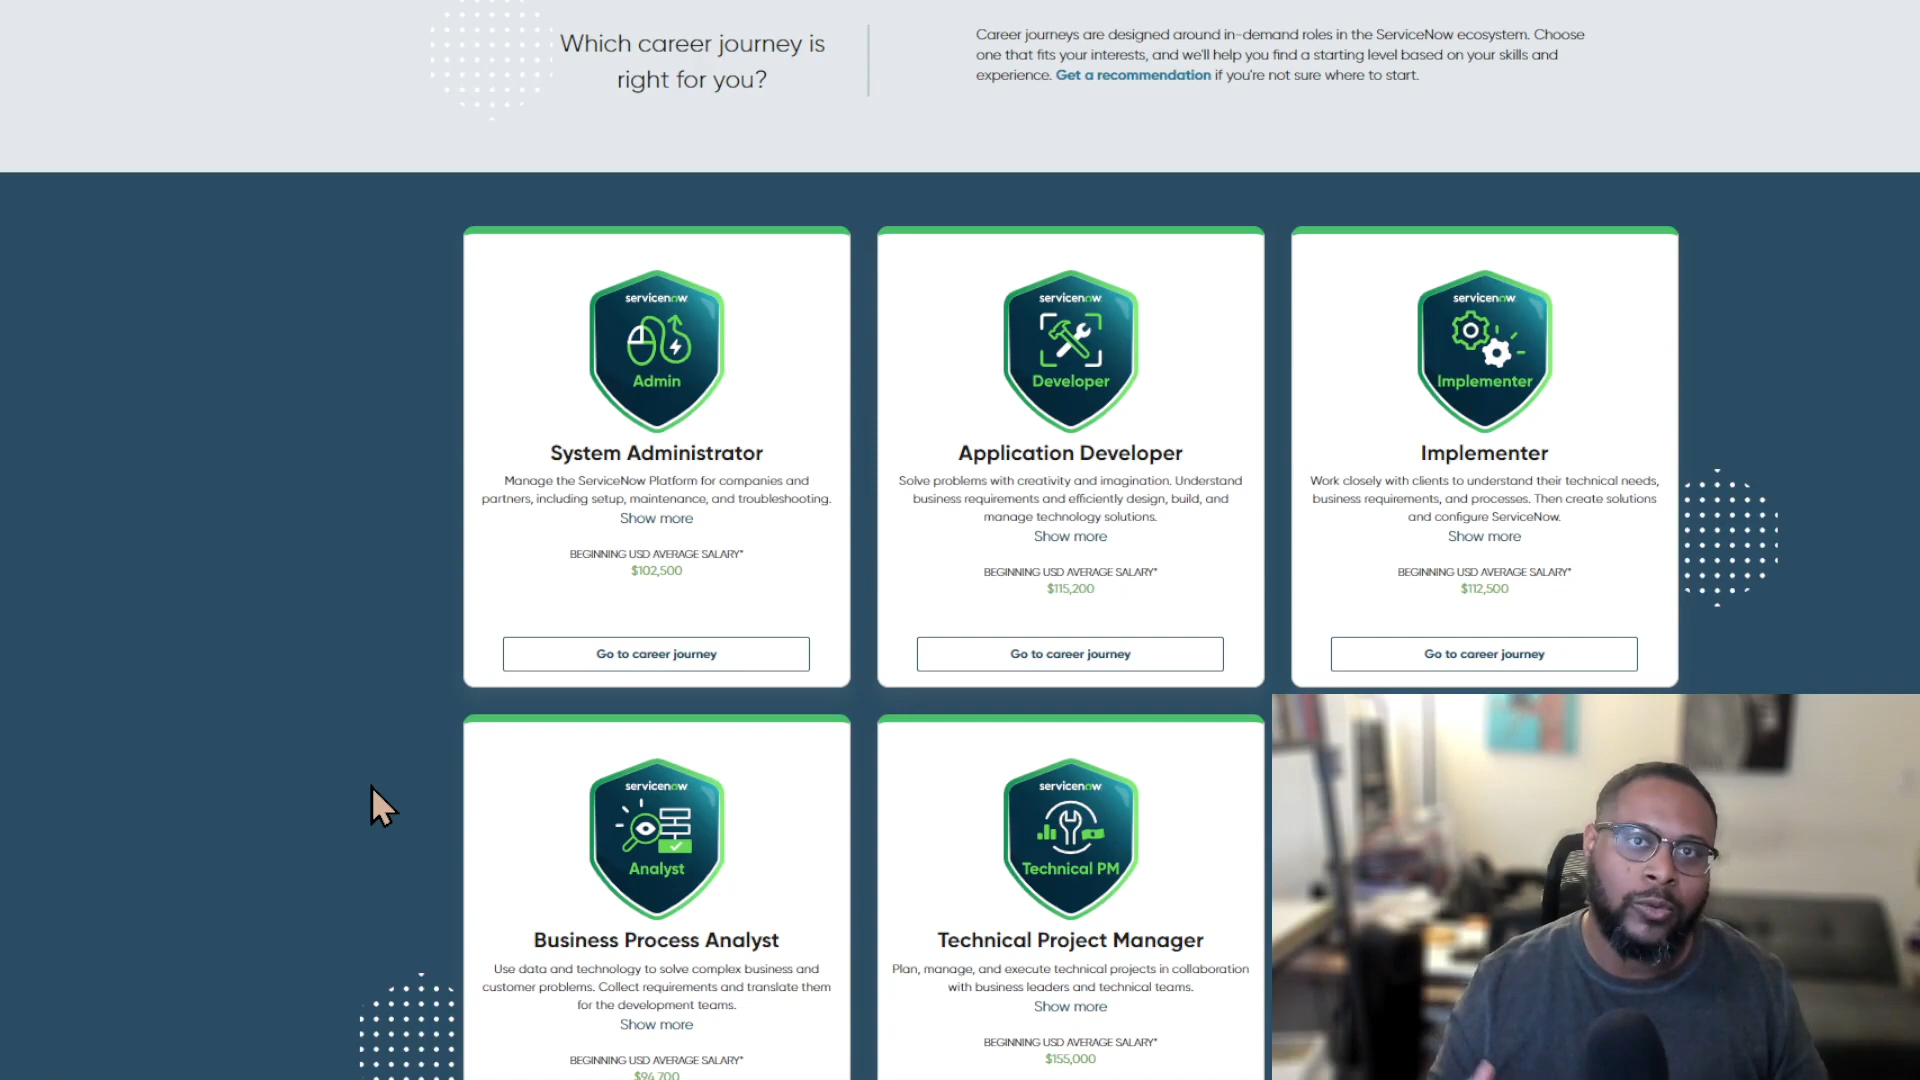 Which career journey is
right for you?
Career journeys are designed around in-demand roles in the ServiceNow ecosystem. Choose
one that fits your interests, and we'll help you find a starting level based on your skills and
experience. Get a recommendation if you're not sure where to start.
servicenow
Admin
System Administrator
Manage the ServiceNow Platform for companies and
partners, including setup, maintenance, and troubleshooting.
Show more
BEGINNING USD AVERAGE SALARY*
$102,500
Go to career journey
servicenow
Developer
Application Developer
Solve problems with creativity and imagination. Understand
business requirements and efficiently design, build, and
manage technology solutions.
Show more
BEGINNING USD AVERAGE SALARY*
$115,200
Go to career journey
servicenow
Implementer
Implementer
Work closely with clients to understand their technical needs,
business requirements, and processes. Then create solutions
and configure ServiceNow.
Show more
BEGINNING USD AVERAGE SALARY*
$112,500
Go to career journey
servicenow
Analyst
Business Process Analyst
Use data and technology to solve complex business and
customer problems. Collect requirements and translate them
for the development teams.
Show more
BEGINNING USD AVERAGE SALARY*
$94,700
servicenow
Technical PM
Technical Project Manager
Plan, manage, and execute technical projects in collaboration
with business leaders and technical teams.
Show more
BEGINNING USD AVERAGE SALARY*
$155,000